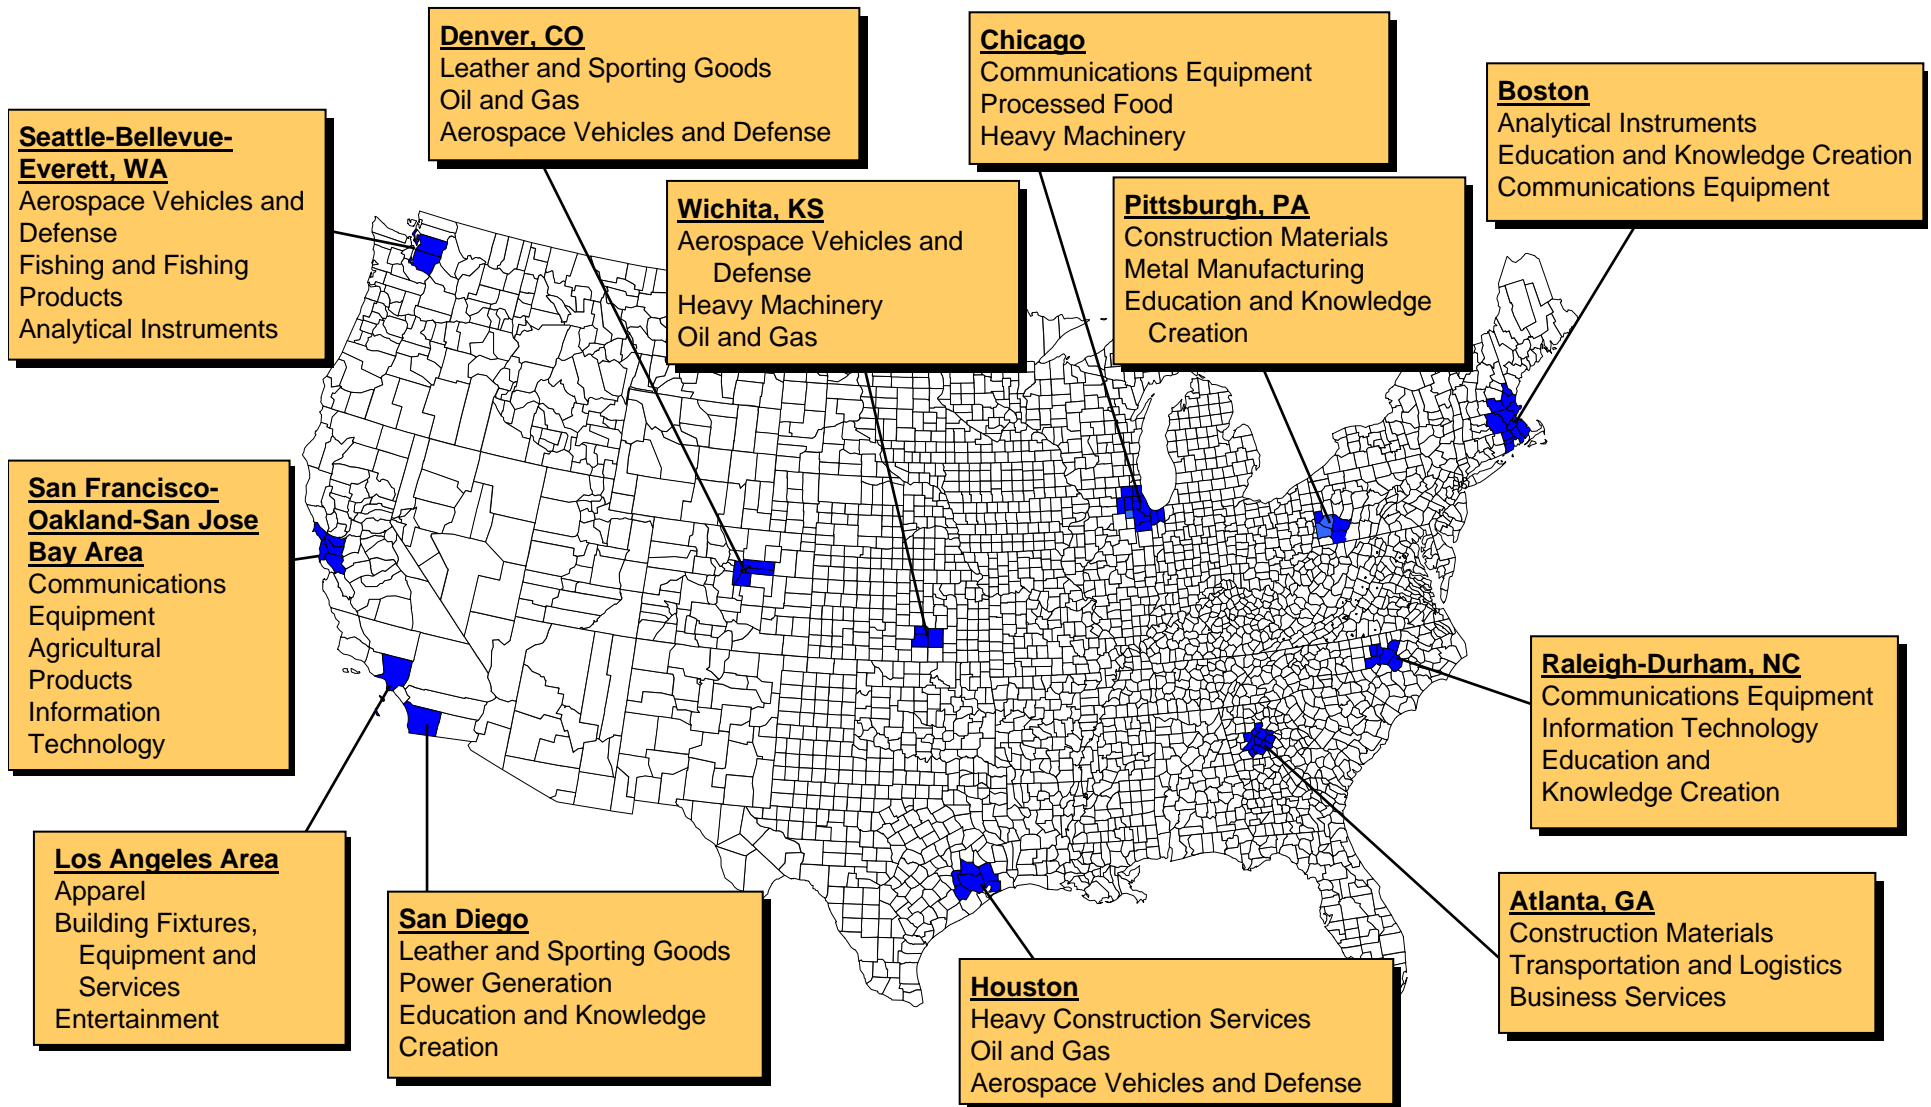 Denver, CO
Leather and Sporting Goods
Oil and Gas
Aerospace Vehicles and Defense
Chicago
Communications Equipment
Processed Food
Heavy Machinery
Boston
Analytical Instruments
Education and Knowledge Creation
Communications Equipment
Seattle-Bellevue-
Everett, WA
Aerospace Vehicles and
Defense
Fishing and Fishing
Products
Analytical Instruments
Wichita, KS
Aerospace Vehicles and
Defense
Heavy Machinery
Oil and Gas
Pittsburgh, PA
Construction Materials
Metal Manufacturing
Education and Knowledge
Creation
San Francisco-
Oakland-San Jose
Bay Area
Communications
Equipment
Agricultural
Products
Information
Technology
Raleigh-Durham, NC
Communications Equipment
Information Technology
Education and
Knowledge Creation
Los Angeles Area
Apparel
Building Fixtures,
Equipment and
Services
Entertainment
San Diego
Leather and Sporting Goods
Power Generation
Education and Knowledge
Creation
Houston
Heavy Construction Services
Oil and Gas
Aerospace Vehicles and Defense
Atlanta, GA
Construction Materials
Transportation and Logistics
Business Services